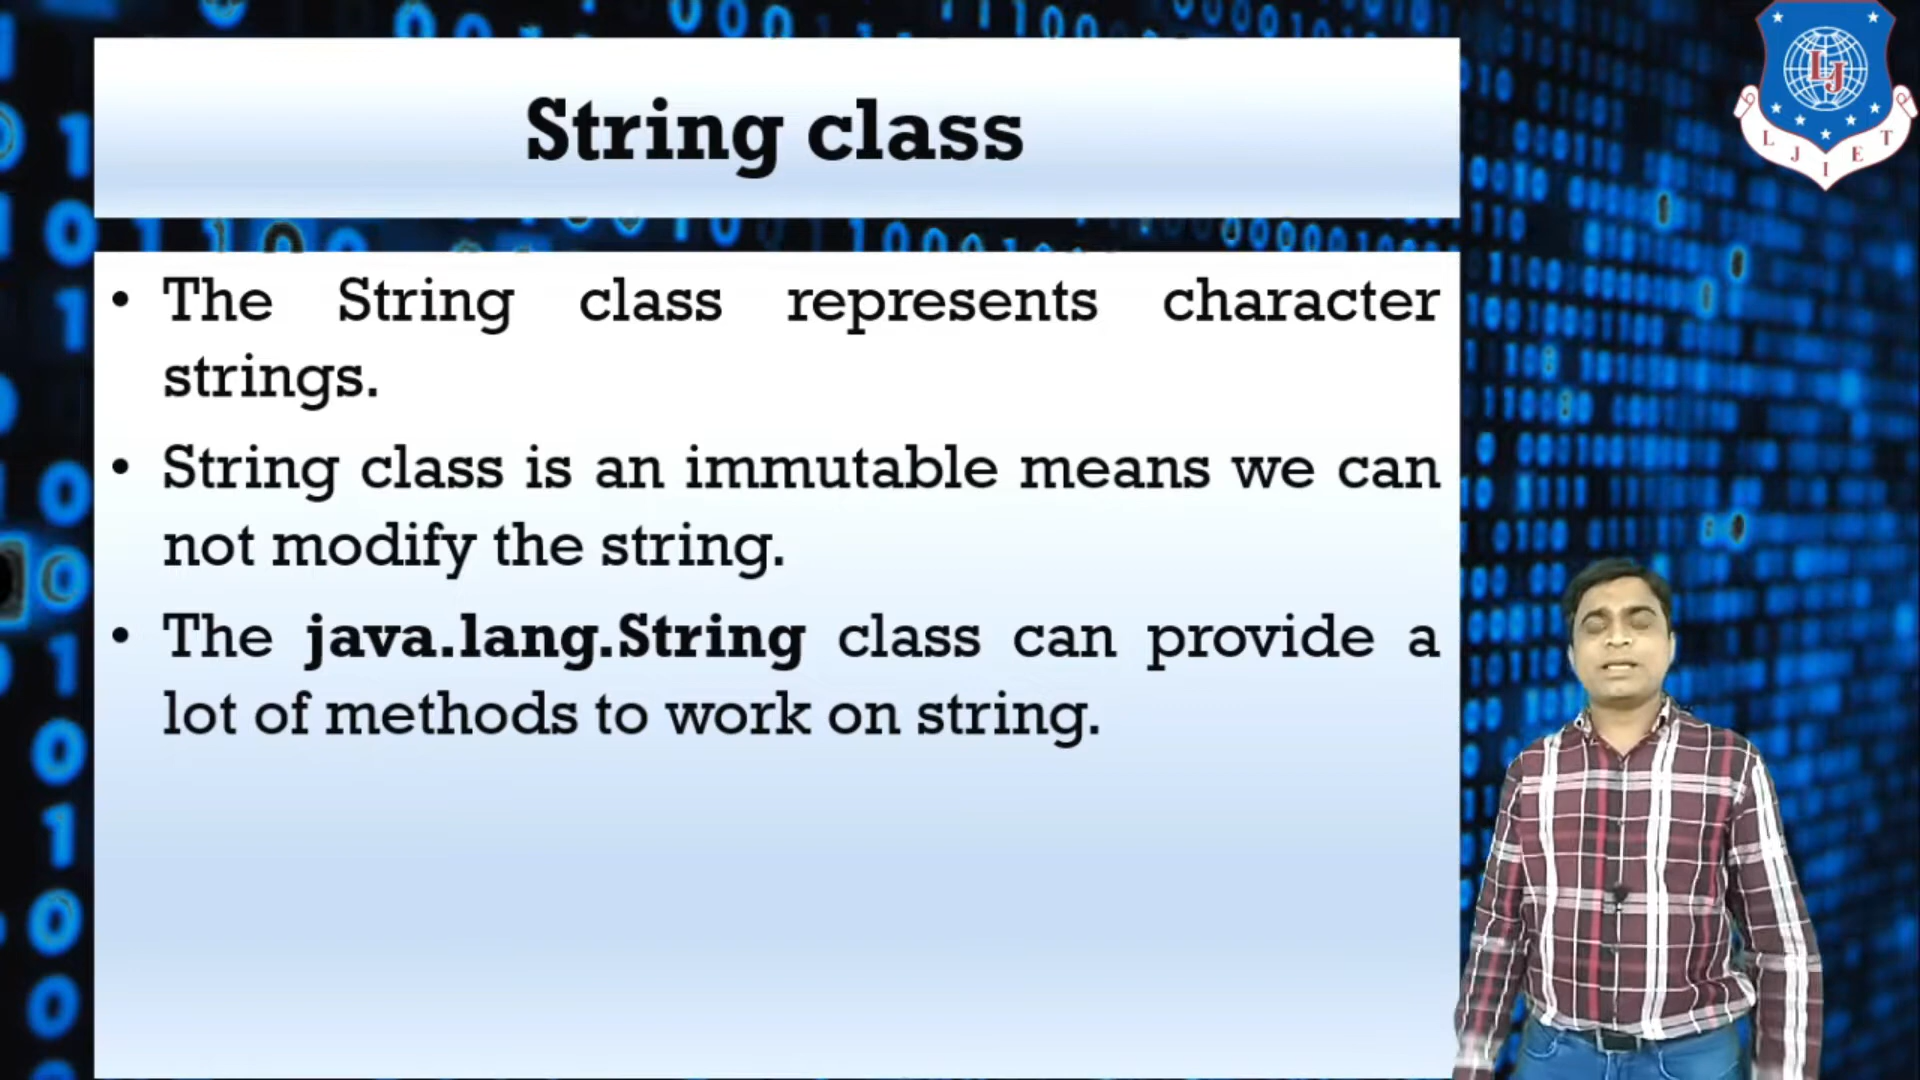 String class
• The String class represents character
strings.
• String class is an immutable means we can
not modify the string.
• The java.lang.String class can provide a
lot of methods to work on string.
LJ
L J I E T